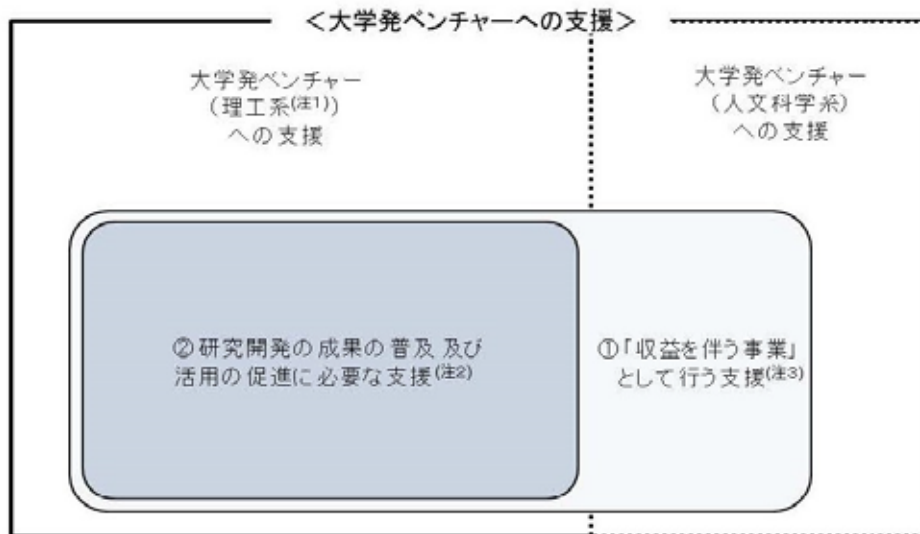 <大学発ベンチャーへの支援>
大学発ベンチャー
(理工系(注1))
への支援
大学発ベンチャー
(人文科学系)
への支援
②研究開発の成果の普及及び
活用の促進に必要な支援(注2)
①「収益を伴う事業」
として行う支援(注3)